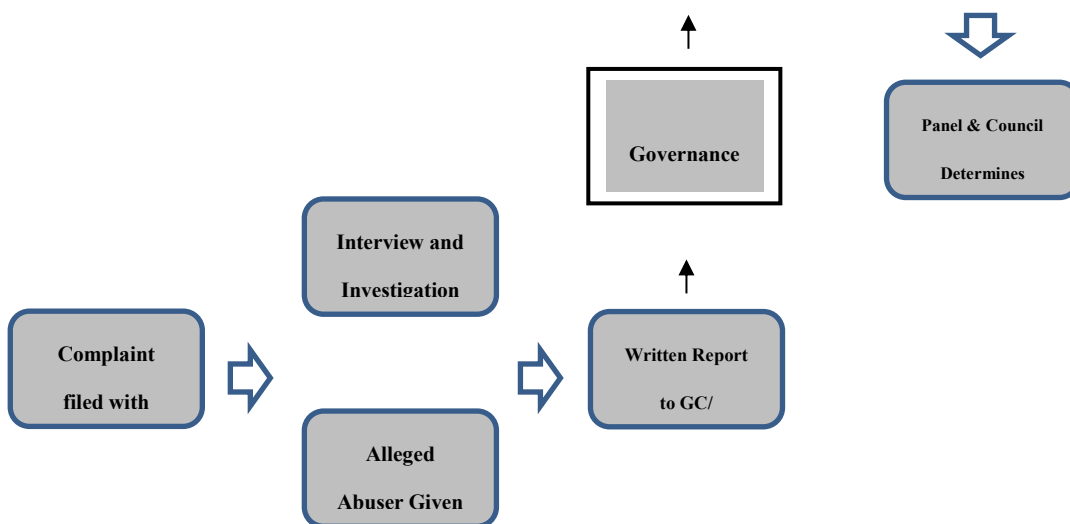 Governance
Panel & Council
Determines
Interview and
Investigation
Complaint
filed with
Written Report
to GC/
Alleged
Abuser Given